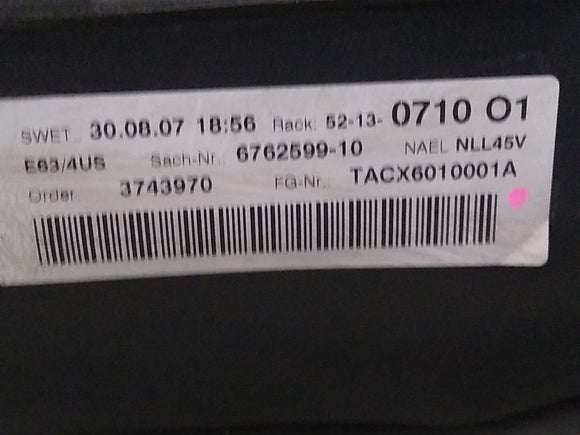 SWET.: 30.08.07 18:56 Rack: 52-13-0710 01
E63/4US Sach-Nr.: 6762599-10 NAEL NLL45V
Order 3743970 FG-Nr.: TACX6010001A